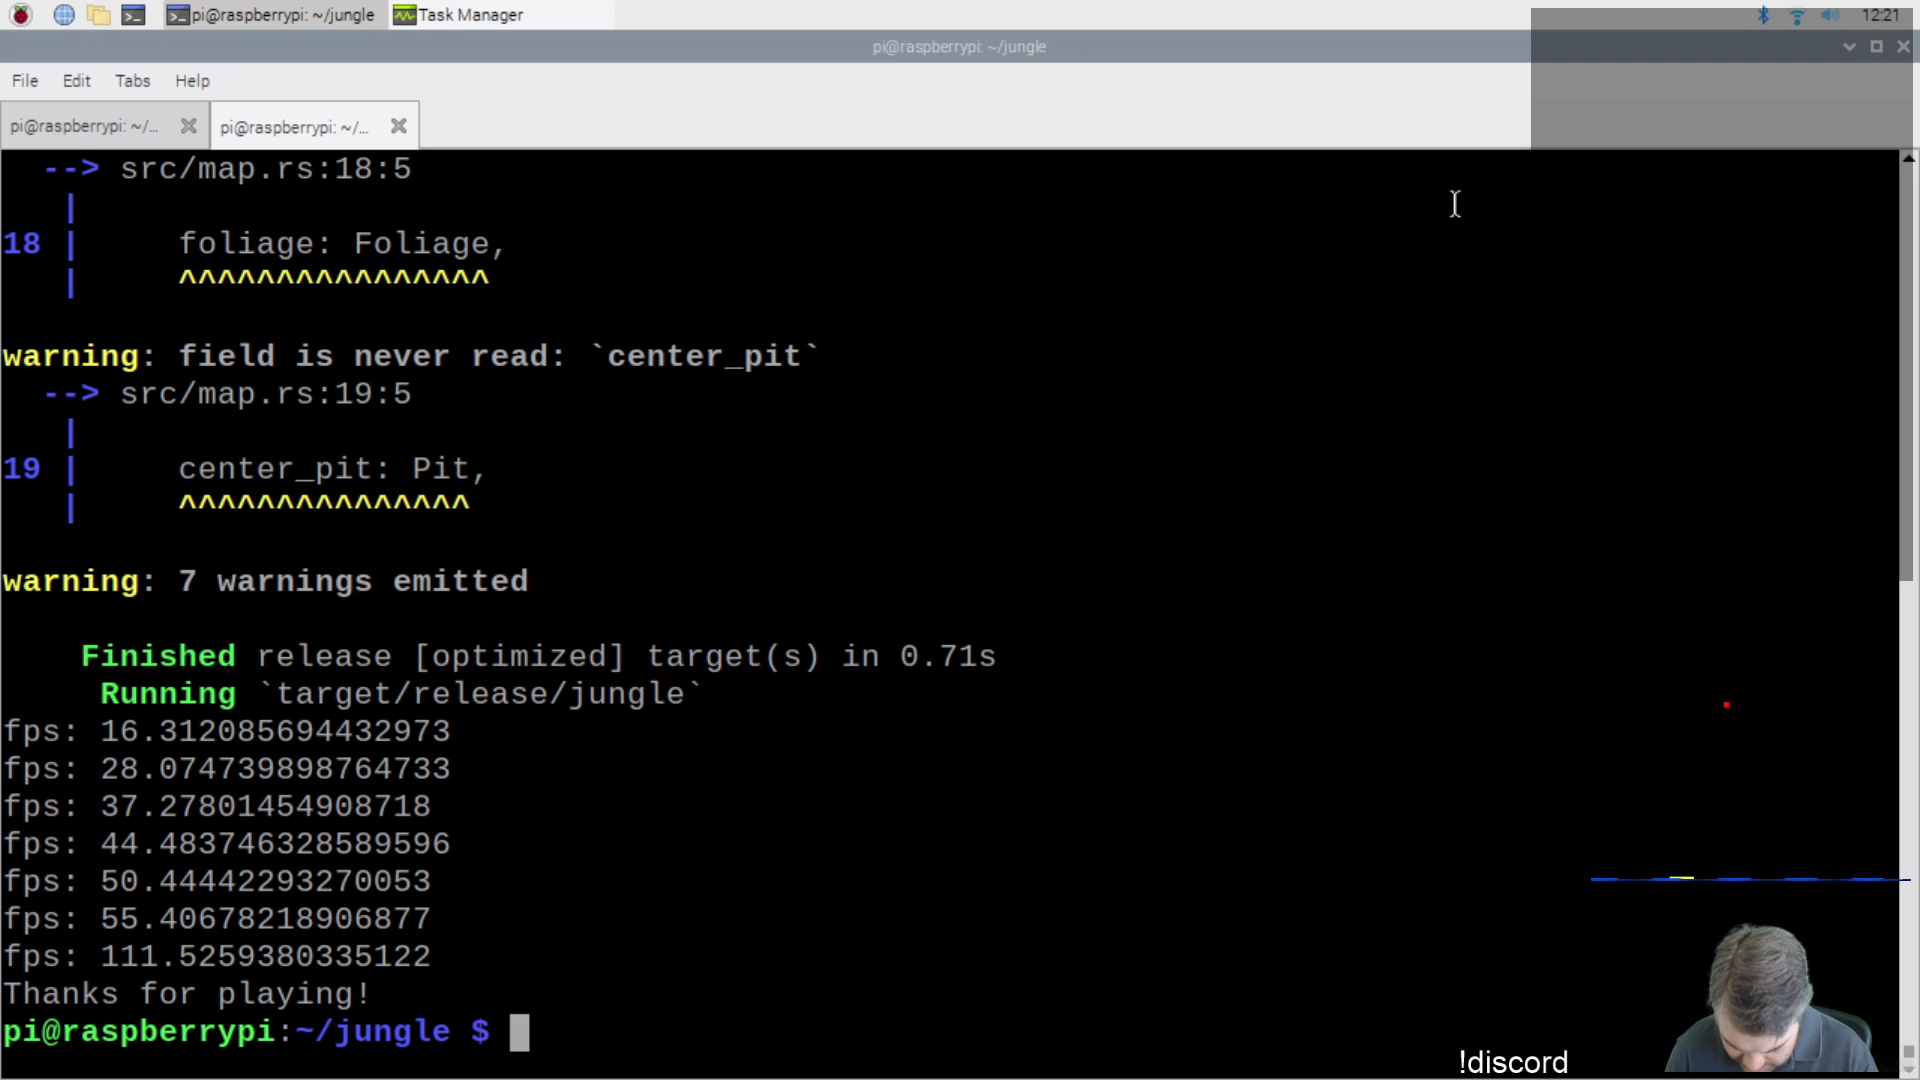 pi@raspberrypi: ~/jungle
Task Manager
12:21
pi@raspberrypi: ~/jungle
File Edit Tabs Help
pi@raspberrypi: ~/...
pi@raspberrypi: ~/...
--> src/map.rs:18:5
|
18 |     foliage: Foliage,
|     ^^^^^^^^^^^^^^^^
warning: field is never read: `center_pit`
--> src/map.rs:19:5
|
19 |     center_pit: Pit,
|     ^^^^^^^^^^^^^^^
warning: 7 warnings emitted
Finished release [optimized] target(s) in 0.71s
Running `target/release/jungle`
fps: 16.312085694432973
fps: 28.074739898764733
fps: 37.27801454908718
fps: 44.483746328589596
fps: 50.44442293270053
fps: 55.40678218906877
fps: 111.5259380335122
Thanks for playing!
pi@raspberrypi:~/jungle $
!discord